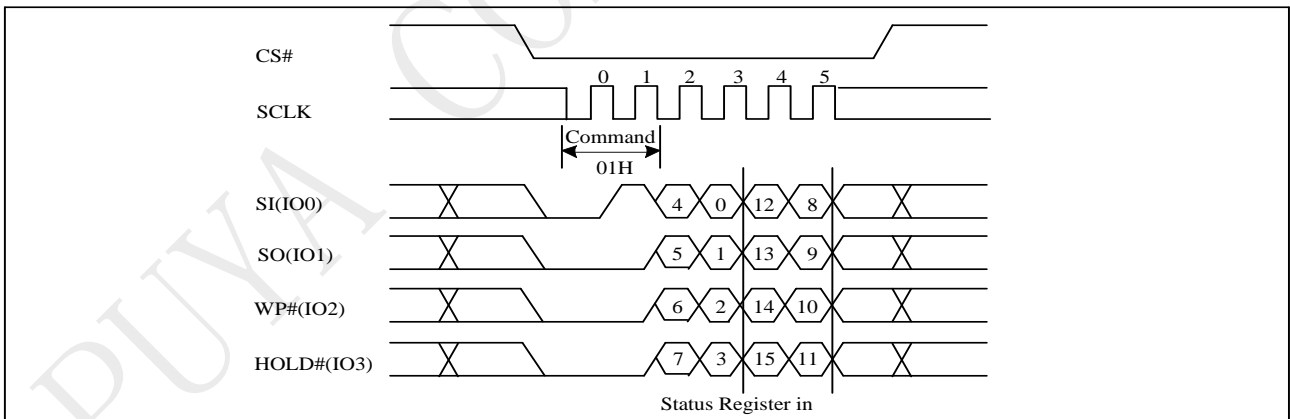 CS#
0 1 2 3 4 5
SCLK
Command
01H
SI(IO0) 4 0 12 8
SO(IO1) 5 1 13 9
WP#(IO2) 6 2 14 10
HOLD#(IO3) 7 3 15 11
Status Register in
PUYA